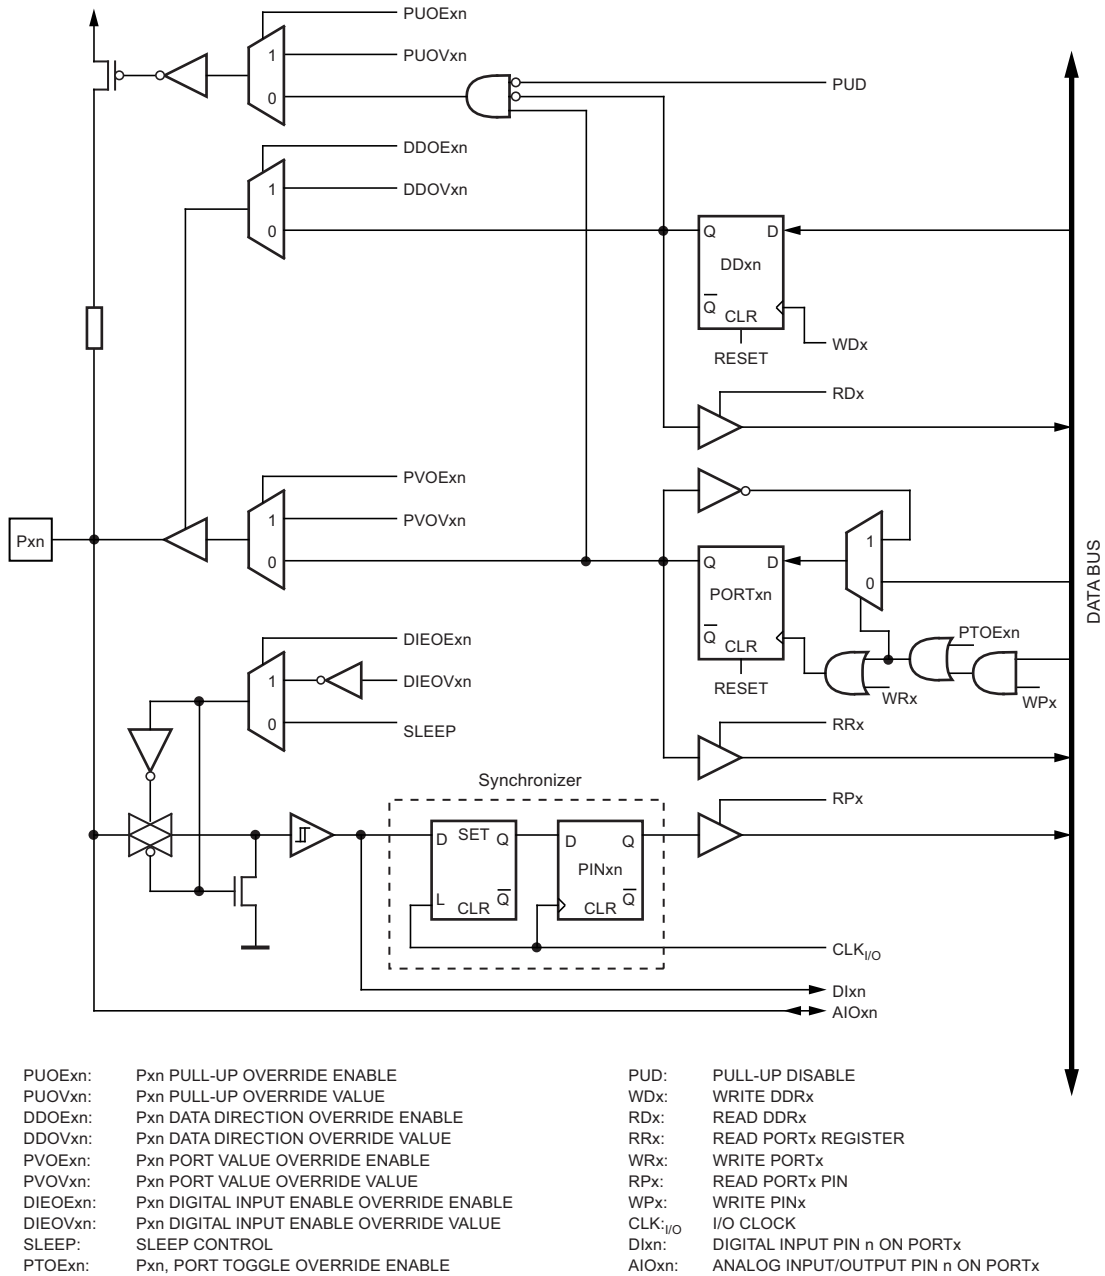 PUOExn
1
PUOVxn
0
PUD
DDOExn
1
DDOVxn
0
Q D
DDxn
Q
CLR
RESET
WDx
RDx
PVOExn
1
PVOVxn
0
Pxn
1
0
Q D
PORTxn
Q
CLR
RESET
PTOExn
WRx
WPx
DATA BUS
DIEOExn
1
DIEOVxn
0
SLEEP
RRx
Synchronizer
RPx
D SET Q
L CLR Q
D Q
PINxn
CLR Q
CLK I/O
DIxn
AIOxn
PUOExn: Pxn PULL-UP OVERRIDE ENABLE
PUOVxn: Pxn PULL-UP OVERRIDE VALUE
DDOExn: Pxn DATA DIRECTION OVERRIDE ENABLE
DDOVxn: Pxn DATA DIRECTION OVERRIDE VALUE
PVOExn: Pxn PORT VALUE OVERRIDE ENABLE
PVOVxn: Pxn PORT VALUE OVERRIDE VALUE
DIEOExn: Pxn DIGITAL INPUT ENABLE OVERRIDE ENABLE
DIEOVxn: Pxn DIGITAL INPUT ENABLE OVERRIDE VALUE
SLEEP: SLEEP CONTROL
PTOExn: Pxn, PORT TOGGLE OVERRIDE ENABLE
PUD: PULL-UP DISABLE
WDx: WRITE DDRx
RDx: READ DDRx
RRx: READ PORTx REGISTER
WRx: WRITE PORTx
RPx: READ PORTx PIN
WPx: WRITE PINx
CLK: I/O I/O CLOCK
DIxn: DIGITAL INPUT PIN n ON PORTx
AIOxn: ANALOG INPUT/OUTPUT PIN n ON PORTx